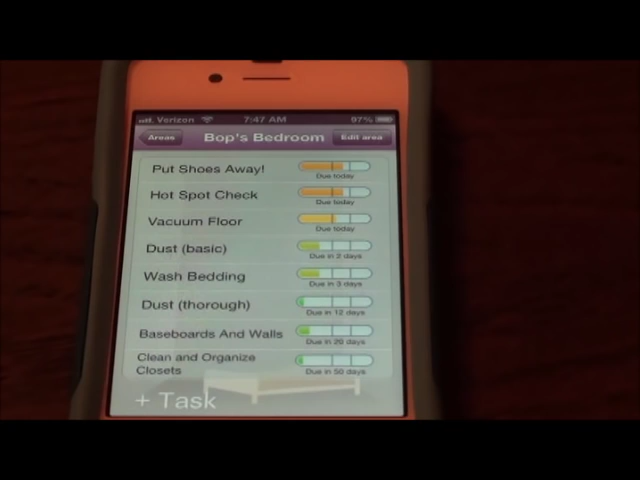 Verizon 7:47 AM 97%
Areas Bop's Bedroom Edit area
Put Shoes Away!
Due today
Hot Spot Check
Due today
Vacuum Floor
Due today
Dust (basic)
Due in 2 days
Wash Bedding
Due in 3 days
Dust (thorough)
Due in 12 days
Baseboards And Walls
Due in 20 days
Clean and Organize
Closets
Due in 50 days
+ Task